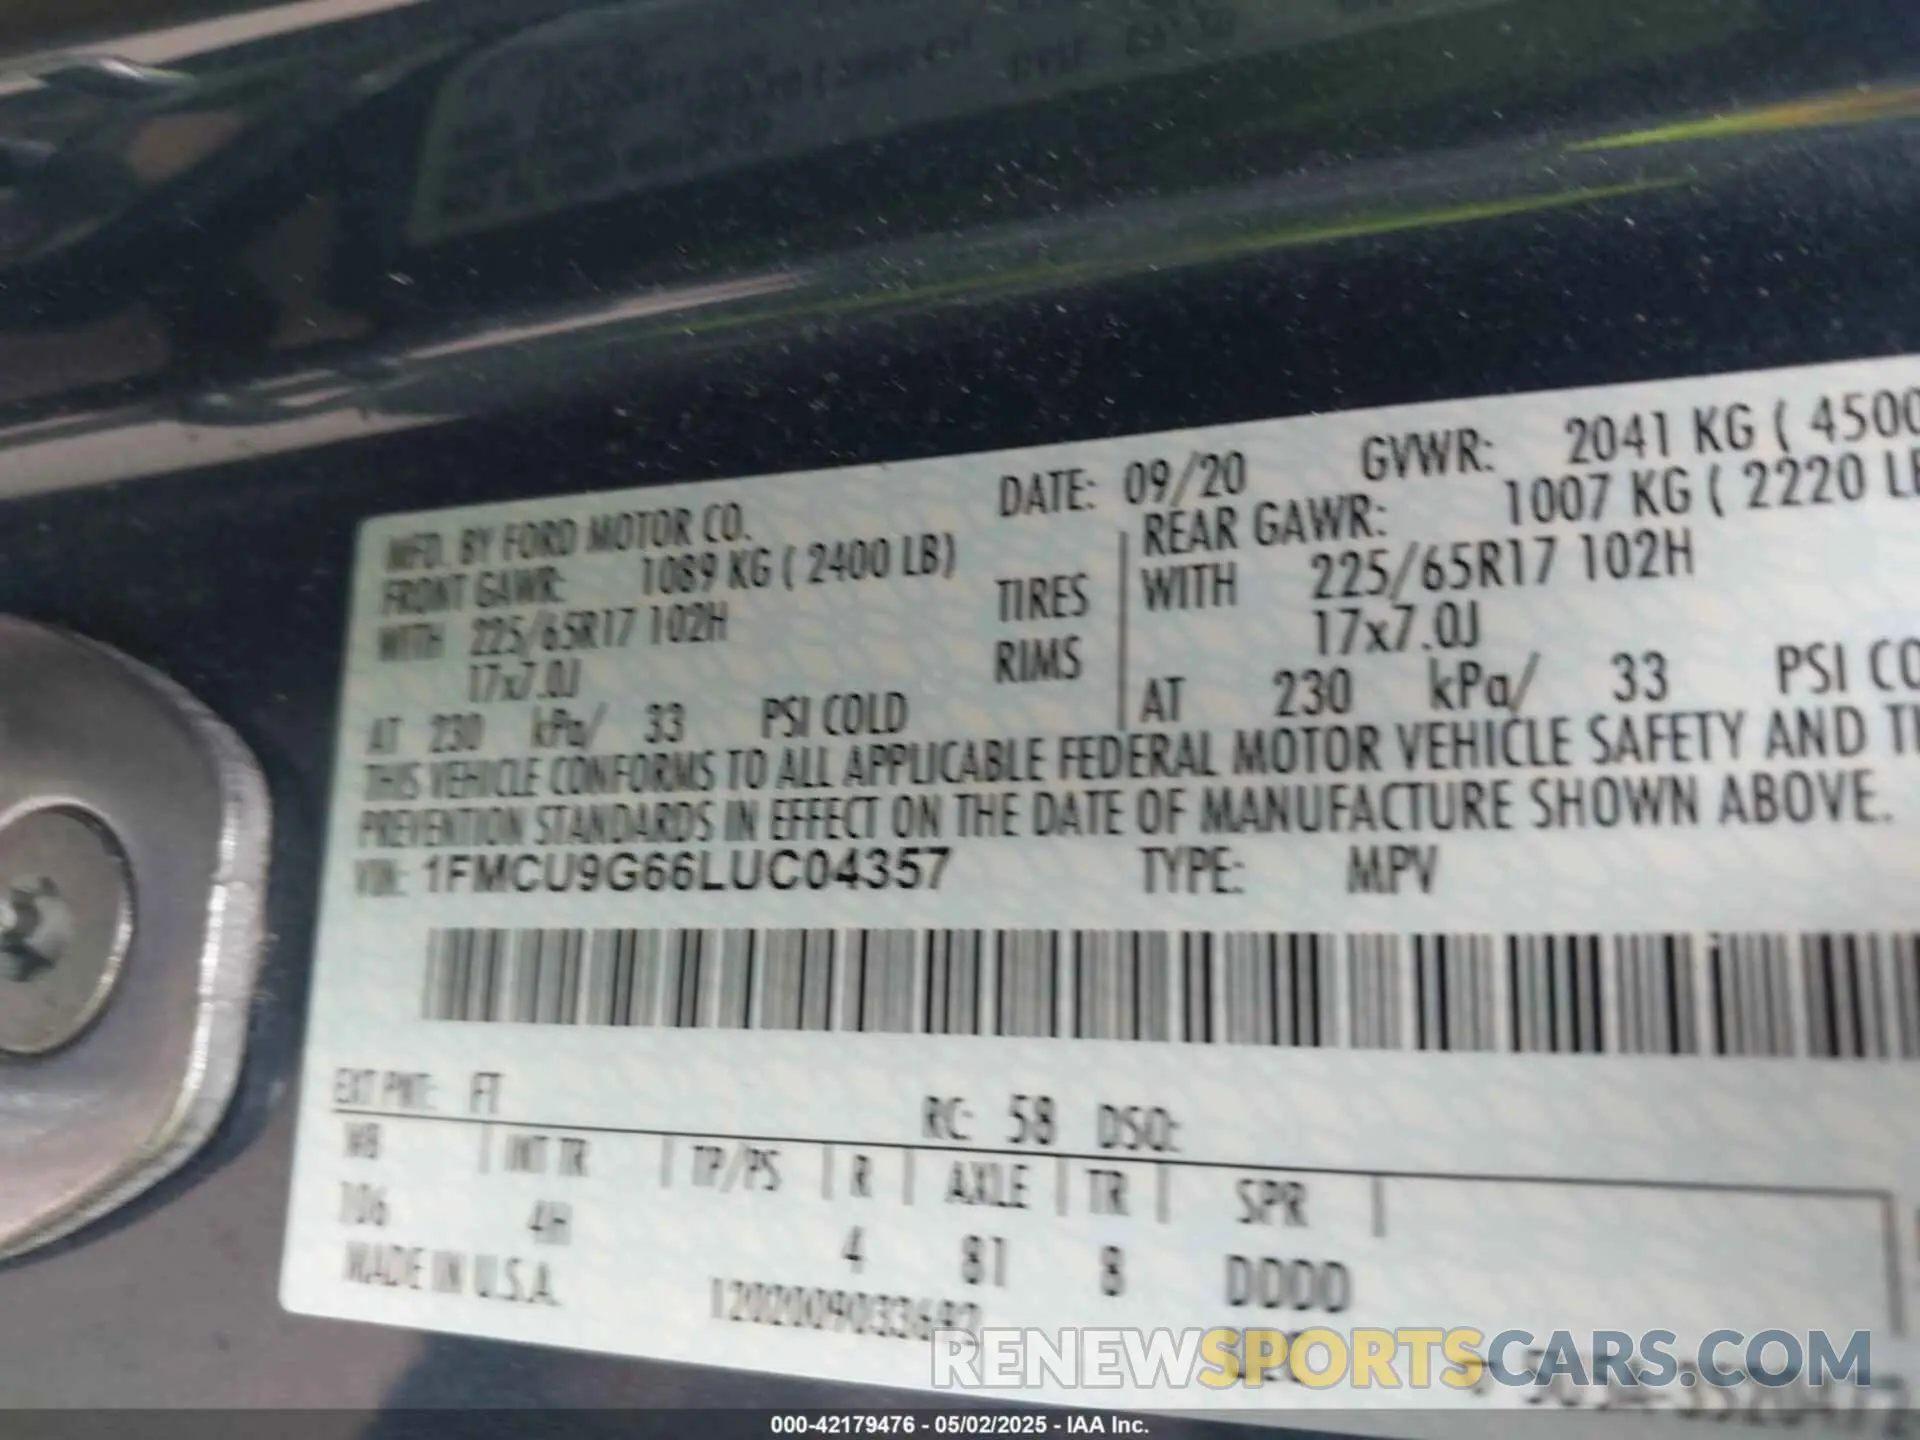 MFD. BY FORD MOTOR CO. DATE: 09/20 GVWR: 2041 KG ( 4500
FRONT GAWR: 1089 KG ( 2400 LB) REAR GAWR: 1007 KG ( 2220 LB
WITH 225/65R17 102H TIRES WITH 225/65R17 102H
17x7.0J RIMS 17x7.0J
AT 230 kPa/ 33 PSI COLD AT 230 kPa/ 33 PSI CO
THIS VEHICLE CONFORMS TO ALL APPLICABLE FEDERAL MOTOR VEHICLE SAFETY AND T
PREVENTION STANDARDS IN EFFECT ON THE DATE OF MANUFACTURE SHOWN ABOVE.
VIN: 1FMCU9G66LUC04357 TYPE: MPV
EXT PNT: FT RC: 58 DSO:
WB INT TR TP/PS R AXLE TR SPR
106 4H 4 81 8 DDDD
MADE IN U.S.A.
RENEWSPORTSCARS.COM
000-42179476 - 05/02/2025 - IAA Inc.